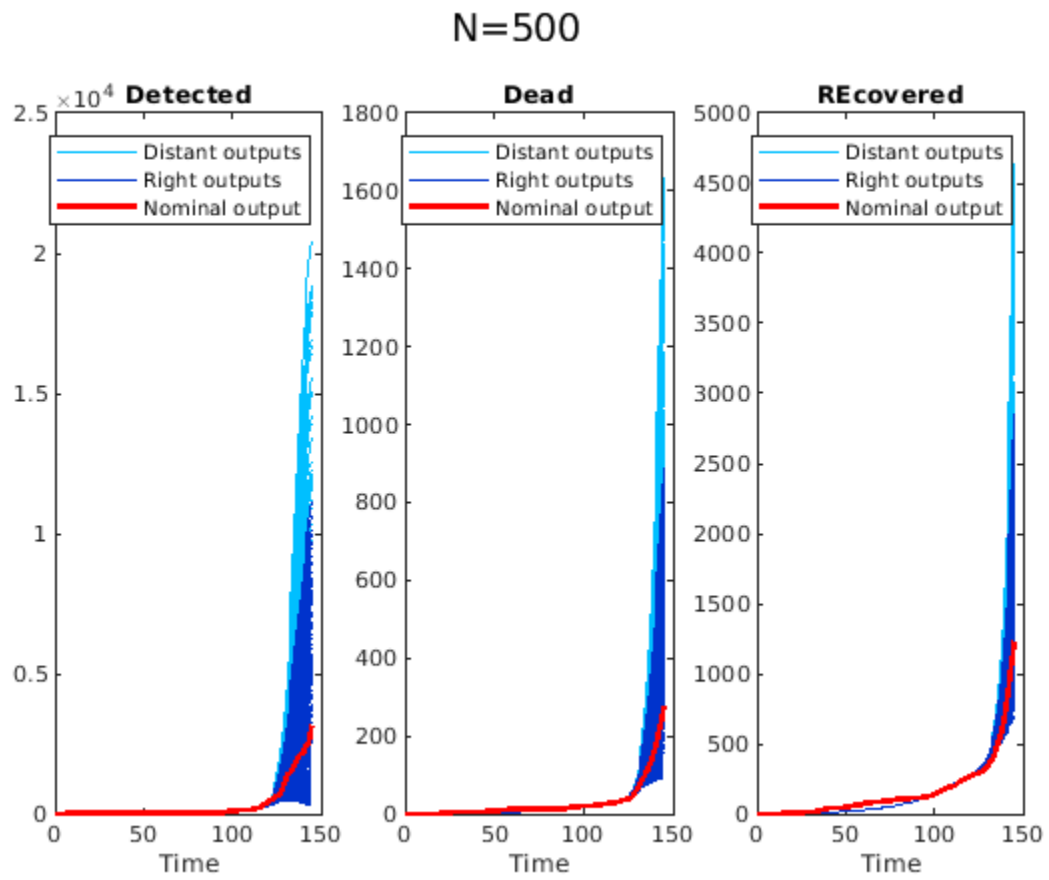 N=500
×10⁴ Detected
2.5
2
1.5
1
0.5
0
0 50 100 150
Time
Distant outputs
Right outputs
Nominal output
Dead
1800
1600
1400
1200
1000
800
600
400
200
0
0 50 100 150
Time
Distant outputs
Right outputs
Nominal output
REcovered
5000
4500
4000
3500
3000
2500
2000
1500
1000
500
0
0 50 100 150
Time
Distant outputs
Right outputs
Nominal output